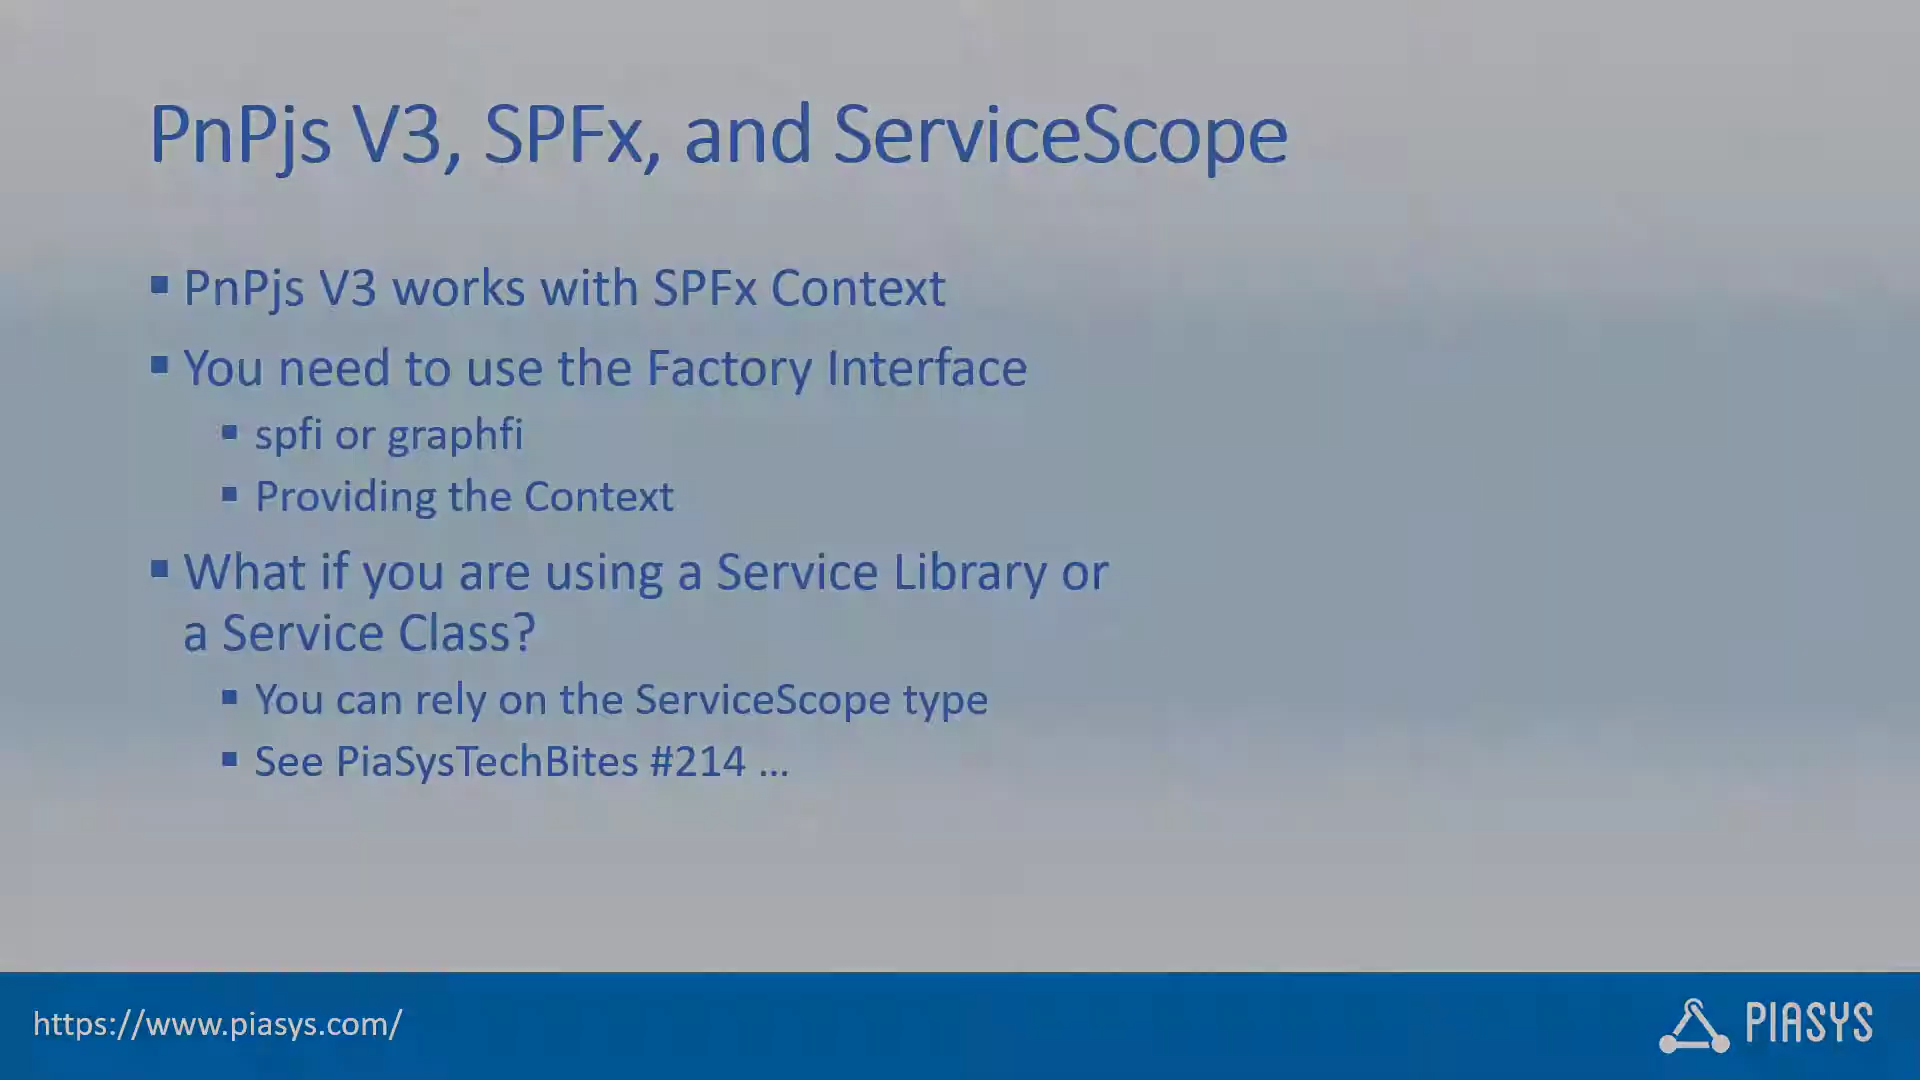 PnPjs V3, SPFx, and ServiceScope
▪ PnPjs V3 works with SPFx Context
▪ You need to use the Factory Interface
▪ spfi or graphfi
▪ Providing the Context
▪ What if you are using a Service Library or
a Service Class?
▪ You can rely on the ServiceScope type
▪ See PiaSysTechBites #214 ...
https://www.piasys.com/
PIASYS